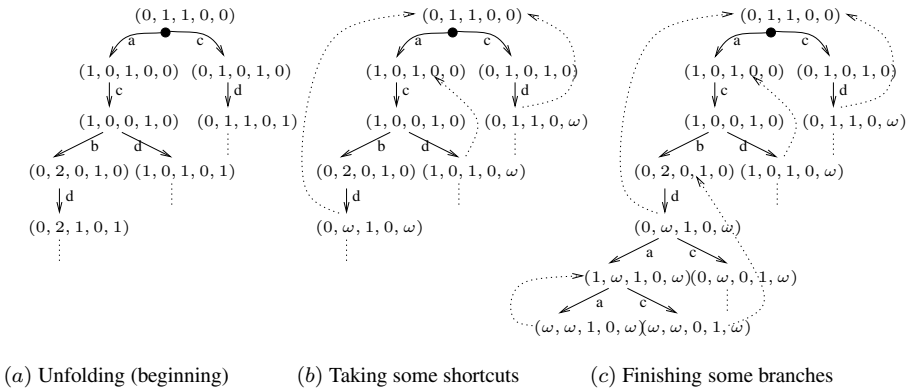 (0, 1, 1, 0, 0) (0, 1, 1, 0, 0) (0, 1, 1, 0, 0)
a c a c a c
(1, 0, 1, 0, 0) (0, 1, 0, 1, 0) (1, 0, 1, 0, 0) (0, 1, 0, 1, 0) (1, 0, 1, 0, 0) (0, 1, 0, 1, 0)
c d c d c d
(1, 0, 0, 1, 0) (0, 1, 1, 0, 1) (1, 0, 0, 1, 0) (0, 1, 1, 0, ω) (1, 0, 0, 1, 0) (0, 1, 1, 0, ω)
b d b d b d
(0, 2, 0, 1, 0) (1, 0, 1, 0, 1) (0, 2, 0, 1, 0) (1, 0, 1, 0, ω) (0, 2, 0, 1, 0) (1, 0, 1, 0, ω)
d d d
(0, 2, 1, 0, 1) (0, ω, 1, 0, ω) (0, ω, 1, 0, ω)
a c
(1, ω, 1, 0, ω)(0, ω, 0, 1, ω)
a c
(ω, ω, 1, 0, ω)(ω, ω, 0, 1, ω)
(a) Unfolding (beginning) (b) Taking some shortcuts (c) Finishing some branches